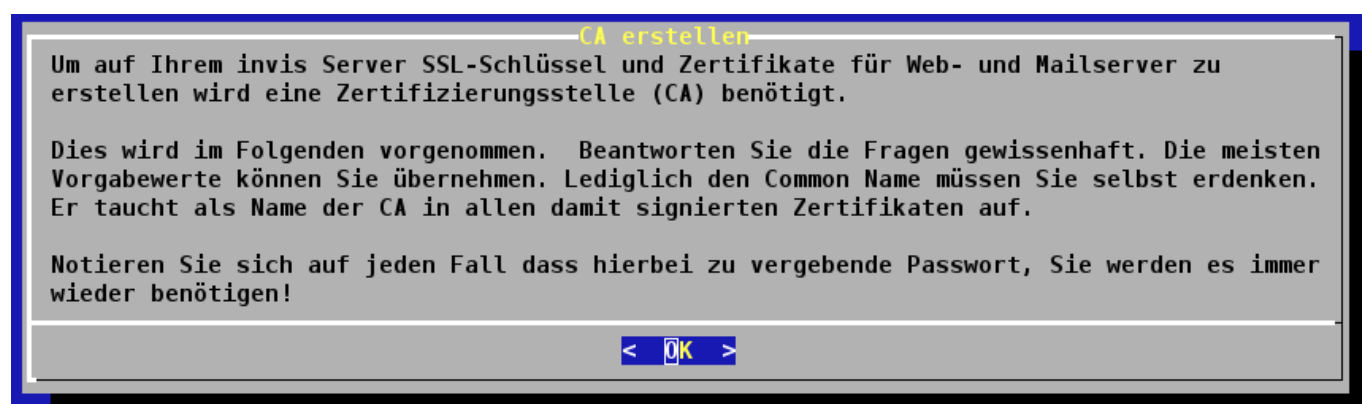 CA erstellen
Um auf Ihrem invis Server SSL-Schlüssel und Zertifikate für Web- und Mailserver zu
erstellen wird eine Zertifizierungsstelle (CA) benötigt.
Dies wird im Folgenden vorgenommen.  Beantworten Sie die Fragen gewissenhaft. Die meisten
Vorgabewerte können Sie übernehmen. Lediglich den Common Name müssen Sie selbst erdenken.
Er taucht als Name der CA in allen damit signierten Zertifikaten auf.
Notieren Sie sich auf jeden Fall dass hierbei zu vergebende Passwort, Sie werden es immer
wieder benötigen!
<  OK  >